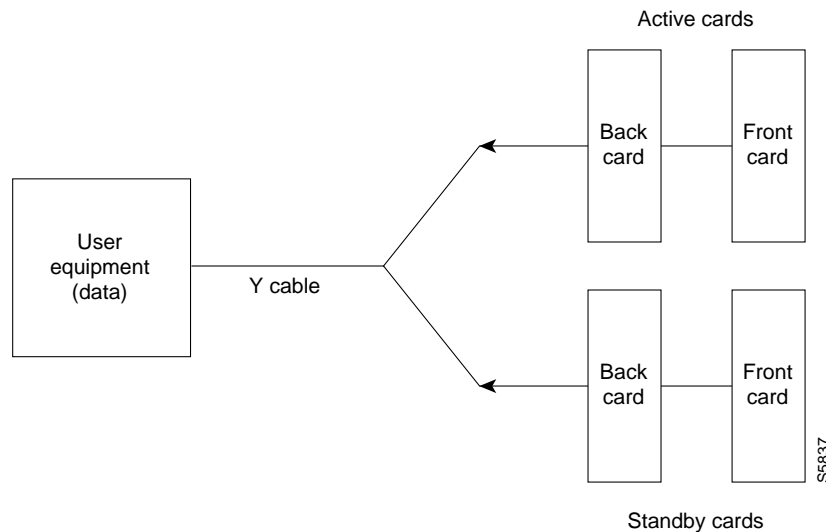 Active cards
Back
card
Front
card
User
equipment
(data)
Y cable
Back
card
Front
card
S5837
Standby cards